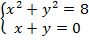 x² + y² = 8
x + y = 0